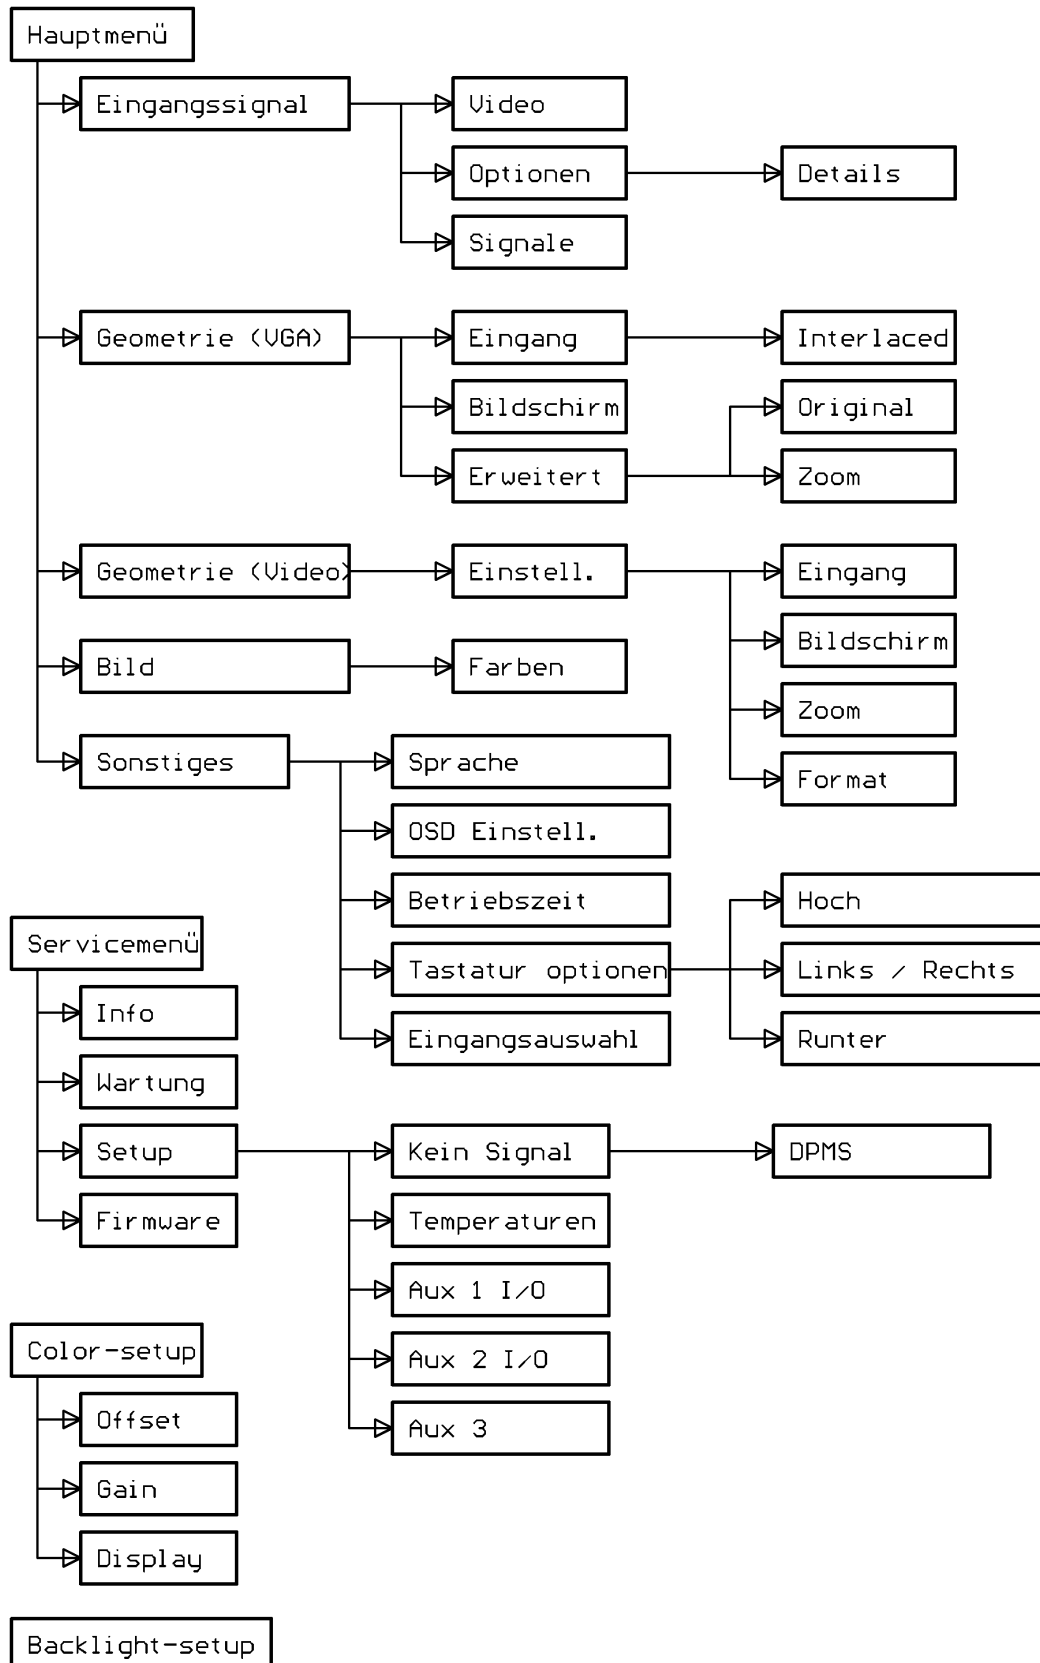 Hauptmenü
Eingangssignal
Video
Optionen
Details
Signale
Geometrie (VGA)
Eingang
Interlaced
Bildschirm
Original
Erweitert
Zoom
Geometrie (Video)
Einstell.
Eingang
Bildschirm
Bild
Farben
Zoom
Sonstiges
Sprache
Format
OSD Einstell.
Betriebszeit
Hoch
Servicemenü
Tastatur optionen
Links / Rechts
Info
Eingangsauswahl
Runter
Wartung
Setup
Kein Signal
DPMS
Firmware
Temperaturen
Aux 1 I/O
Color-setup
Aux 2 I/O
Offset
Aux 3
Gain
Display
Backlight-setup